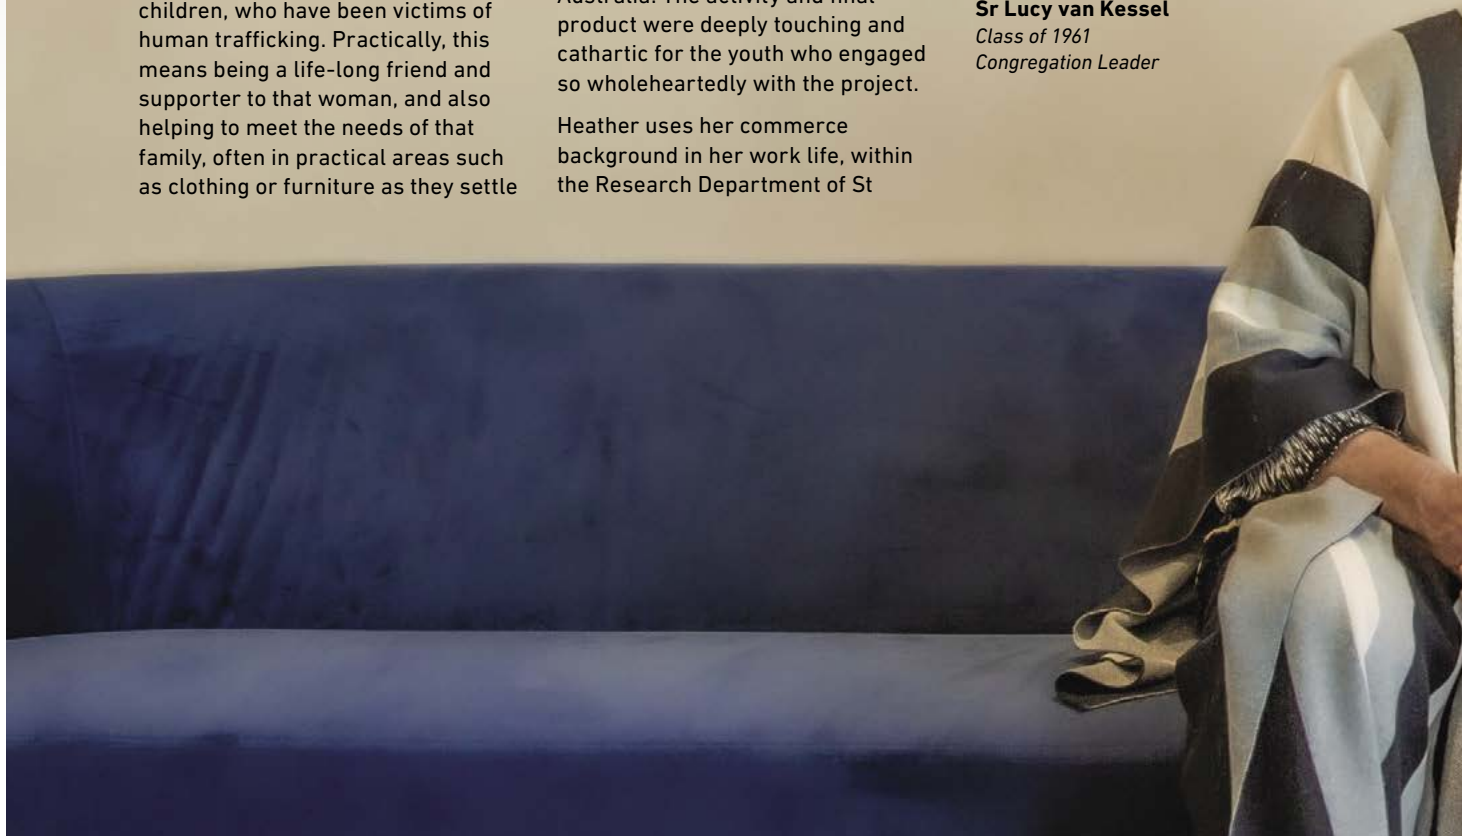 children, who have been victims of
human trafficking. Practically, this
means being a life-long friend and
supporter to that woman, and also
helping to meet the needs of that
family, often in practical areas such
as clothing or furniture as they settle
Australia. The activity and final
product were deeply touching and
cathartic for the youth who engaged
so wholeheartedly with the project.
Heather uses her commerce
background in her work life, within
the Research Department of St
Sr Lucy van Kessel
Class of 1961
Congregation Leader